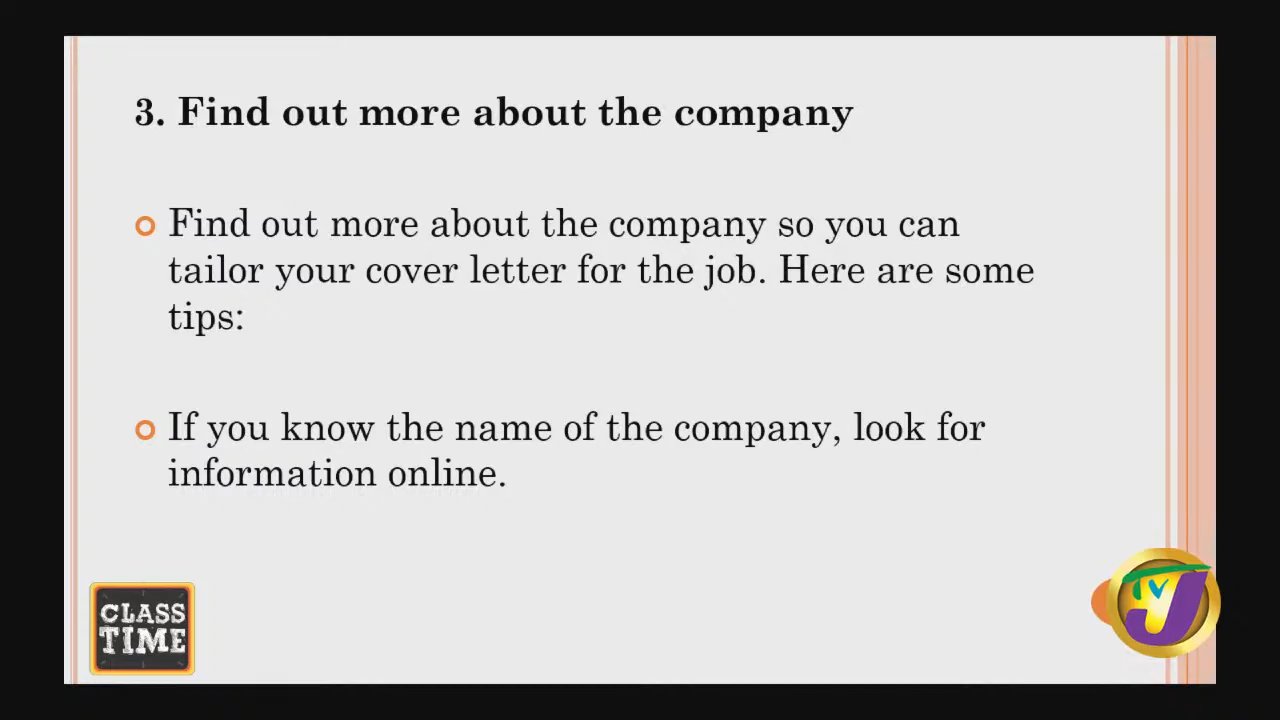 3. Find out more about the company
Find out more about the company so you can
tailor your cover letter for the job. Here are some
tips:
If you know the name of the company, look for
information online.
CLASS
TIME
TVJ